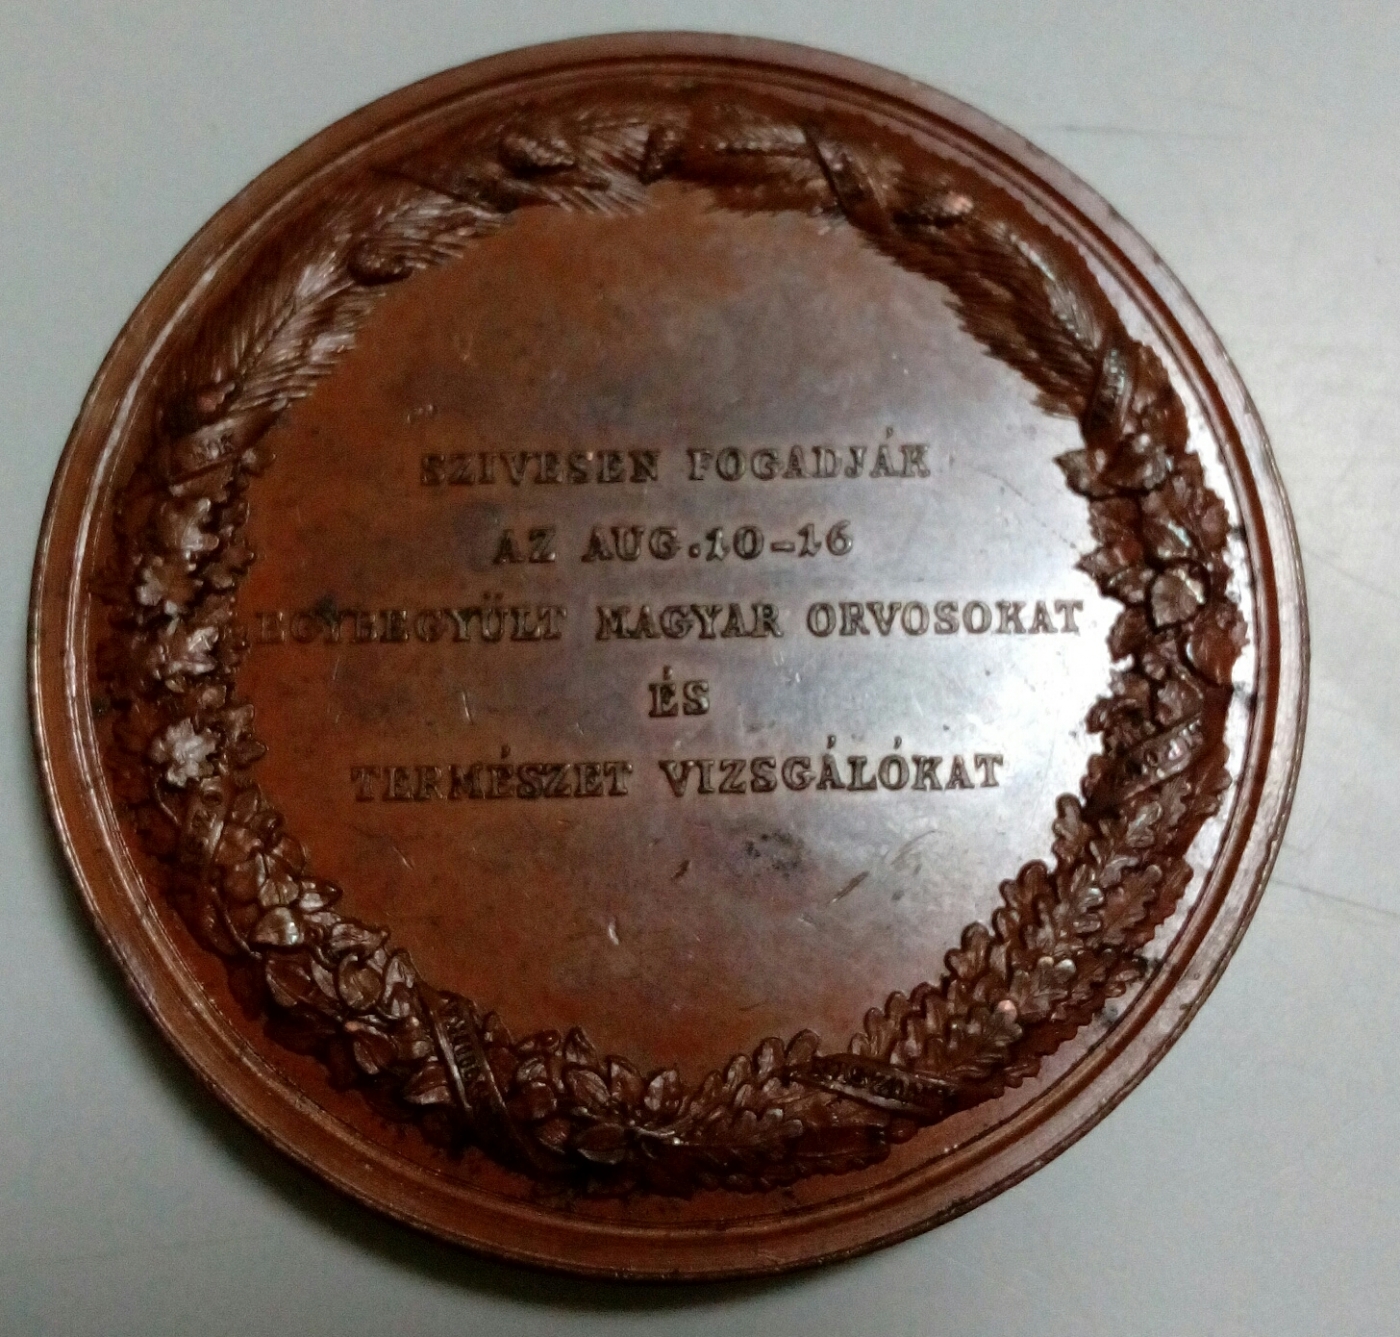 SZIVESEN FOGADJÁK
AZ AUG.10-16
EGYBEGYÜLT MAGYAR ORVOSOKAT
ÉS
TERMÉSZET VIZSGÁLÓKAT